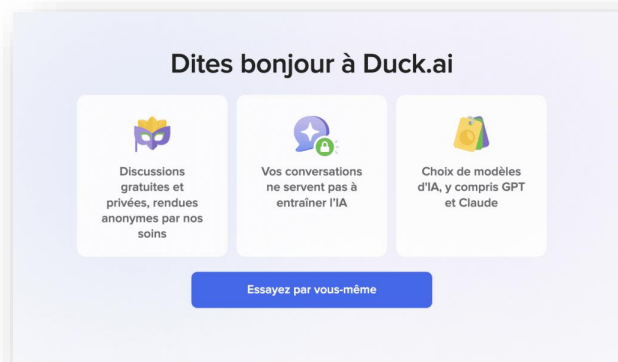 Dites bonjour à Duck.ai
Discussions
gratuites et
privées, rendues
anonymes par nos
soins
Vos conversations
ne servent pas à
entraîner l'IA
Choix de modèles
d'IA, y compris GPT
et Claude
Essayez par vous-même